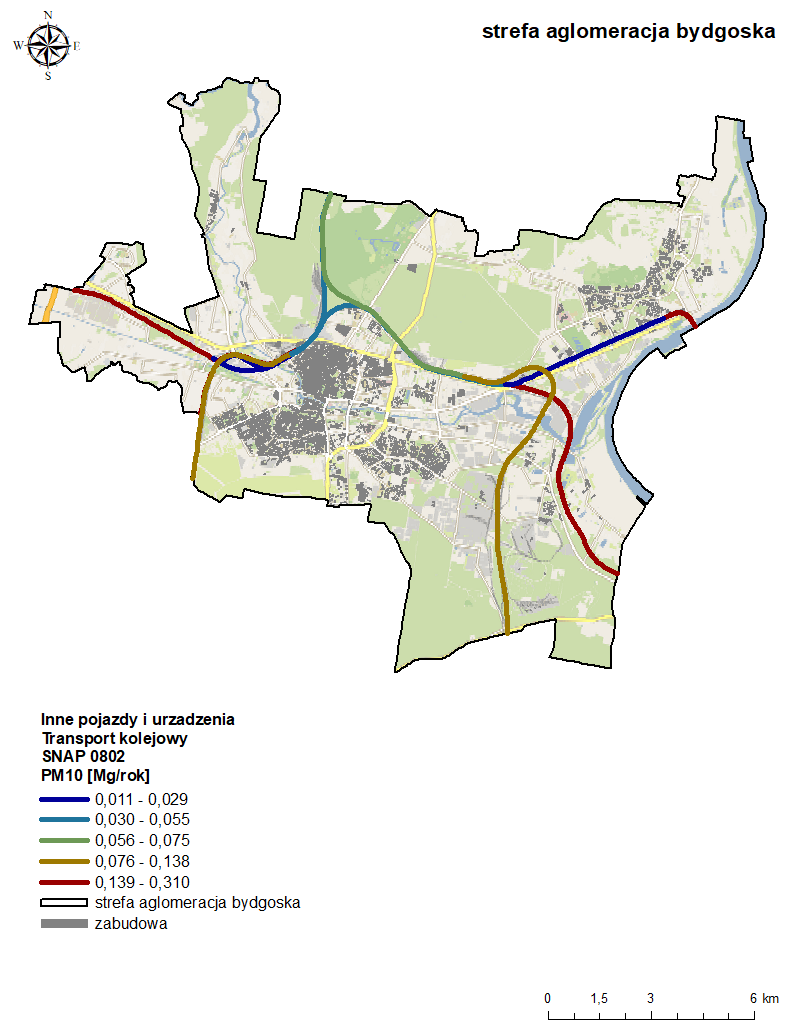 N
W E
S
strefa aglomeracja bydgoska
Inne pojazdy i urzadzenia
Transport kolejowy
SNAP 0802
PM10 [Mg/rok]
0,011 - 0,029
0,030 - 0,055
0,056 - 0,075
0,076 - 0,138
0,139 - 0,310
strefa aglomeracja bydgoska
zabudowa
0 1,5 3 6 km